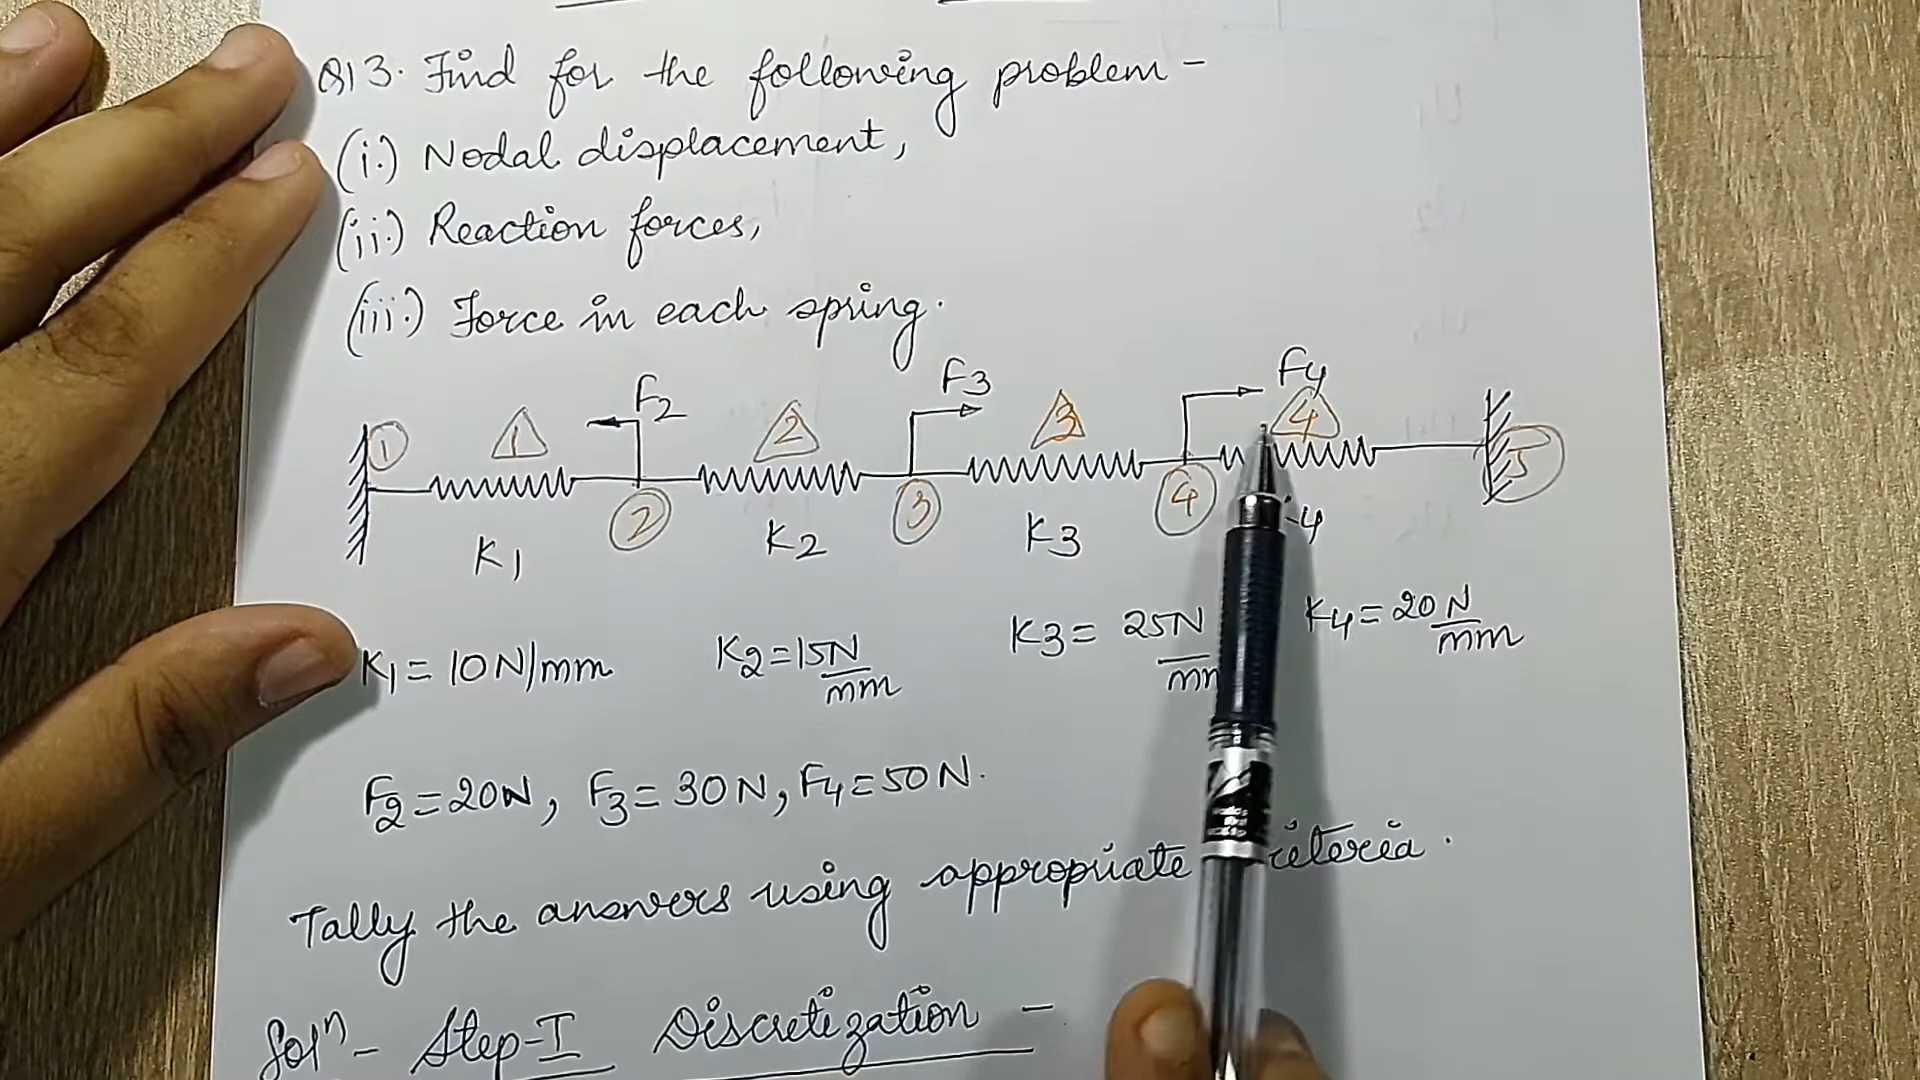 Q13. Find for the following problem -
(i.) Nodal displacement,
(ii.) Reaction forces,
(iii.) Force in each spring.
F2 F3 F4
1 1 2 3 4 5
2 3 4
K1 K2 K3
K1 = 10N/mm K2 = 15N/mm K3 = 25N K4 = 20N/mm
F2 = 20N, F3 = 30N, F4 = 50N.
Tally the answers using appropriate
Solⁿ - Step-I Discretization -